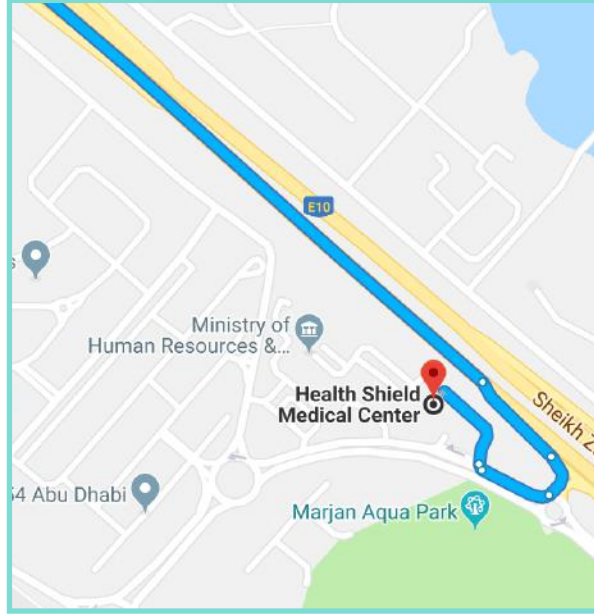 E10
Ministry of
Human Resources &...
Health Shield
Medical Center
Sheikh
54 Abu Dhabi
Marjan Aqua Park